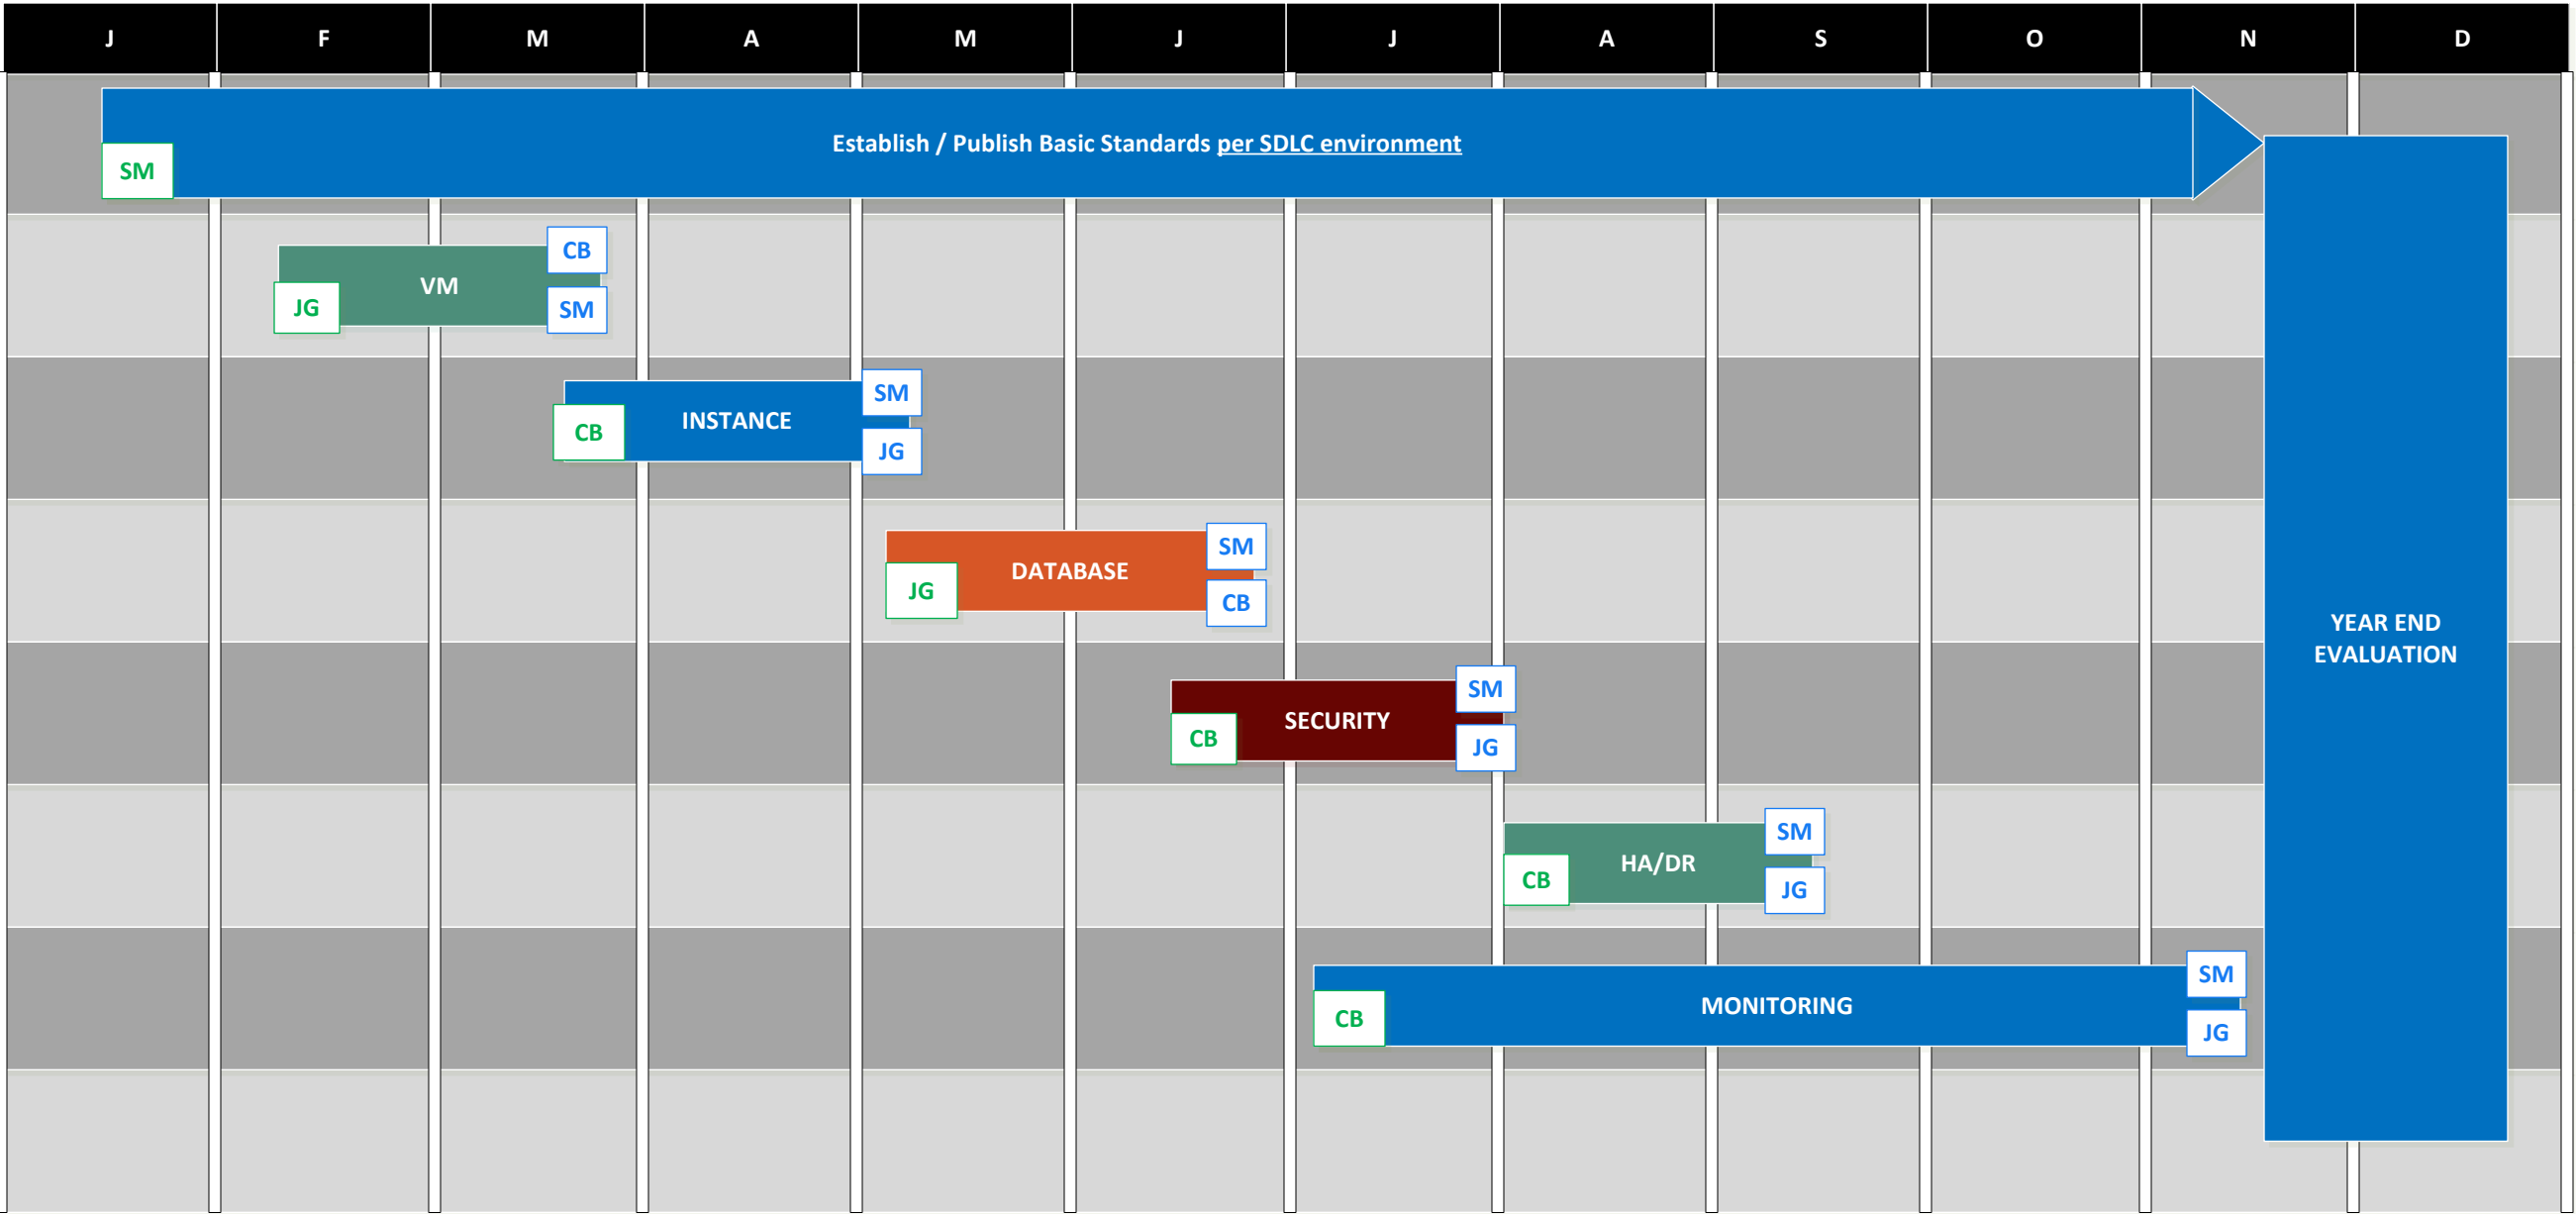 J F M A M J J A S O N D
Establish / Publish Basic Standards per SDLC environment
SM
CB
VM
JG
SM
SM
INSTANCE
CB
JG
SM
DATABASE
JG
CB
SM
SECURITY
CB
JG
SM
HA/DR
CB
JG
SM
MONITORING
CB
JG
YEAR END
EVALUATION